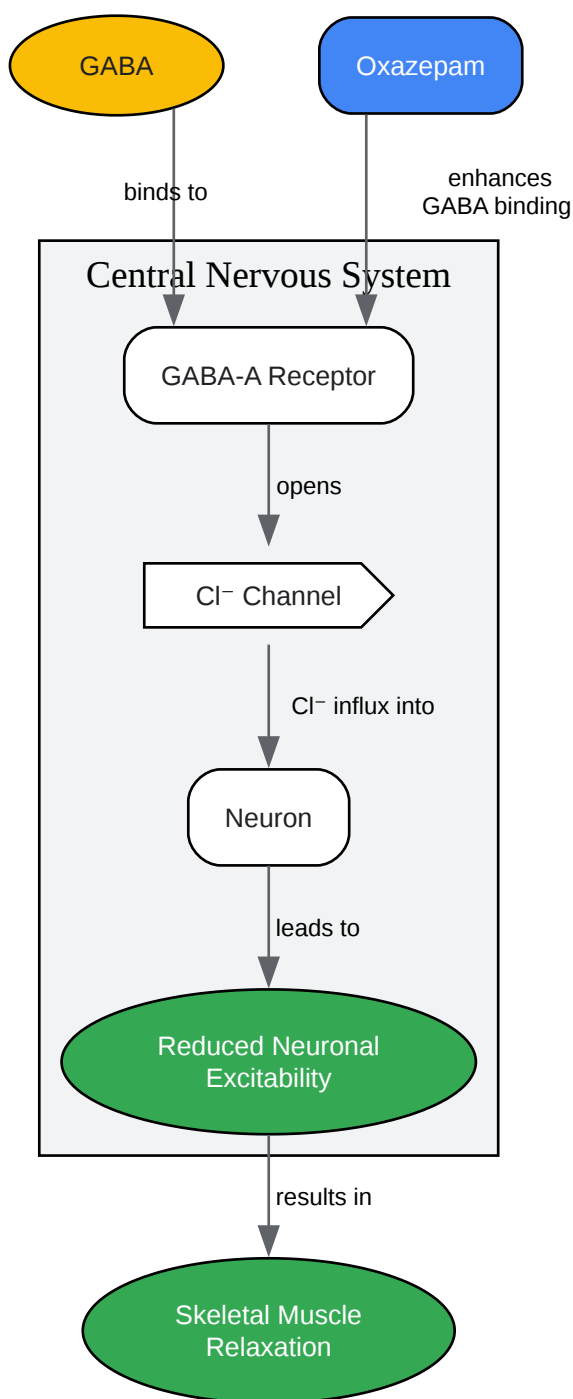 GABA
Oxazepam
binds to
enhances
GABA binding
Central Nervous System
GABA-A Receptor
opens
Cl⁻ Channel
Cl⁻ influx into
Neuron
leads to
Reduced Neuronal
Excitability
results in
Skeletal Muscle
Relaxation